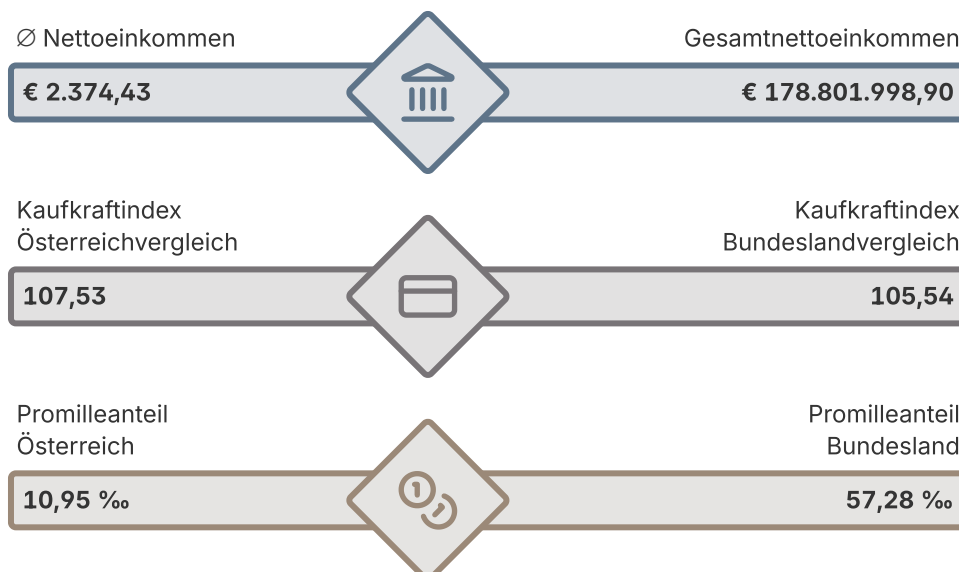 ∅ Nettoeinkommen
Gesamtnettoeinkommen
€ 2.374,43
€ 178.801.998,90
Kaufkraftindex
Österreichvergleich
Kaufkraftindex
Bundeslandvergleich
107,53
105,54
Promilleanteil
Österreich
Promilleanteil
Bundesland
10,95 ‰
57,28 ‰